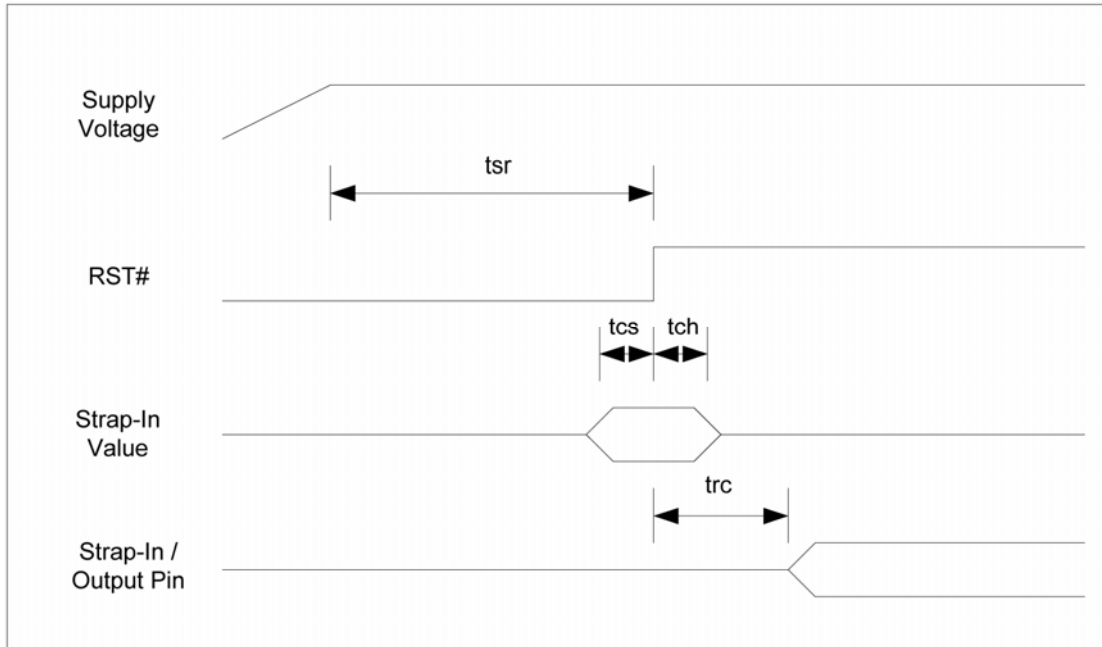 Supply
Voltage
tsr
RST#
tcs
tch
Strap-In
Value
trc
Strap-In /
Output Pin